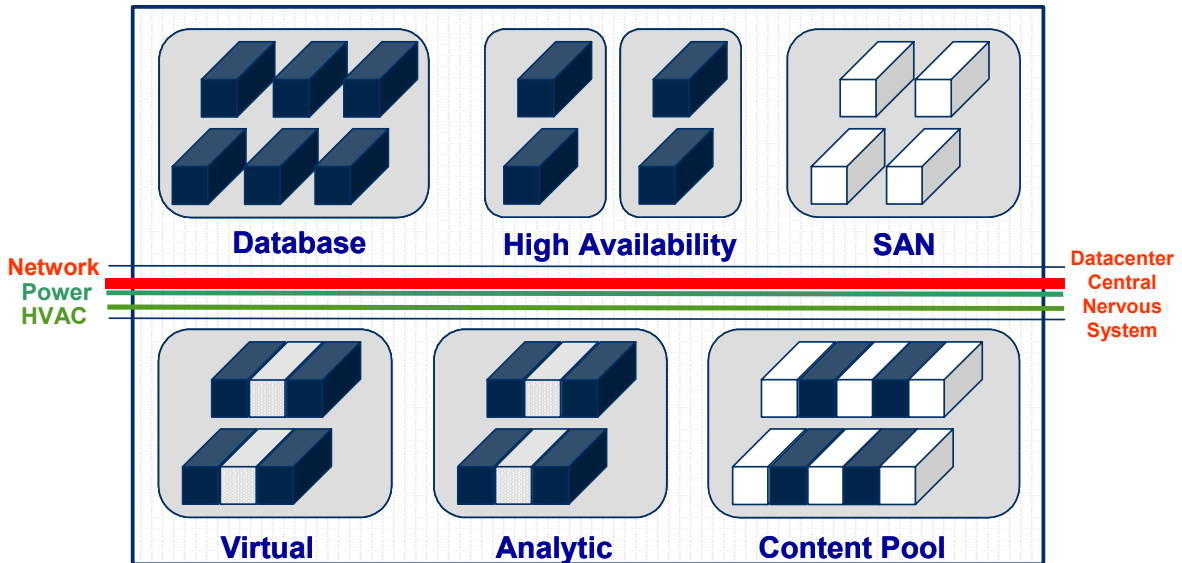 Database
High Availability
SAN
Network
Power
HVAC
Datacenter
Central
Nervous
System
Virtual
Analytic
Content Pool